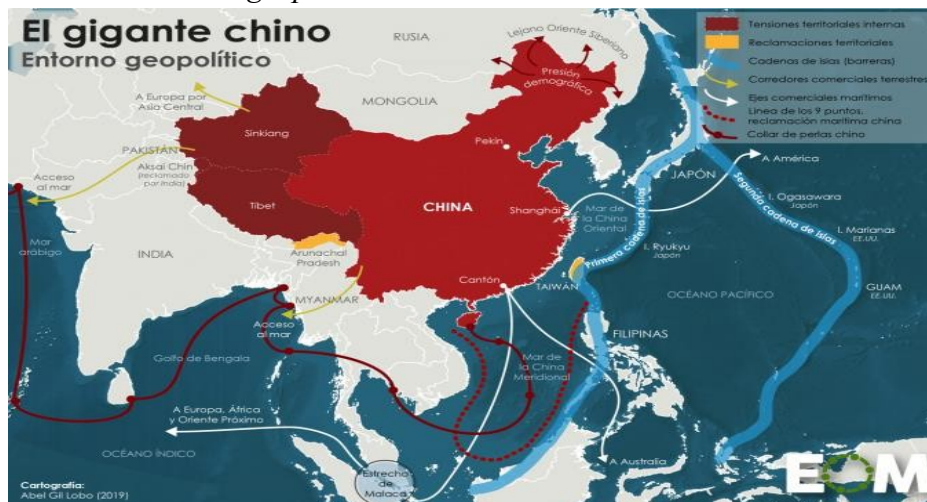 El gigante chino
Entorno geopolítico
Tensiones territoriales internas
Reclamaciones territoriales
Cadenas de islas (barreras)
Corredores comerciales terrestres
Ejes comerciales marítimos
Línea de los 9 puntos,
reclamación marítima china
Collar de perlas chino
RUSIA
Lejano Oriente Siberiano
Presión
demográfica
A Europa por
Asia Central
MONGOLIA
Sinkiang
Pekín
PAKISTÁN
Aksai Chin
(reclamado
por India)
Acceso
al mar
JAPÓN
A América
Tíbet
CHINA
Shanghái
Mar de
la China
Oriental
I. Ogasawara
Japón
Primera cadena de islas
Segunda cadena de islas
I. Marianas
EE.UU.
Mar
arábigo
INDIA
Arunachal
Pradesh
I. Ryukyu
Japón
Cantón
TAIWÁN
GUAM
EE.UU.
MYANMAR
OCÉANO PACÍFICO
Acceso
al mar
FILIPINAS
Golfo de Bengala
Mar de
la China
Meridional
A Europa, África
y Oriente Próximo
OCÉANO ÍNDICO
Estrecho
de
Malaca
A Australia
EOM
Cartografía:
Abel Gil Lobo (2019)